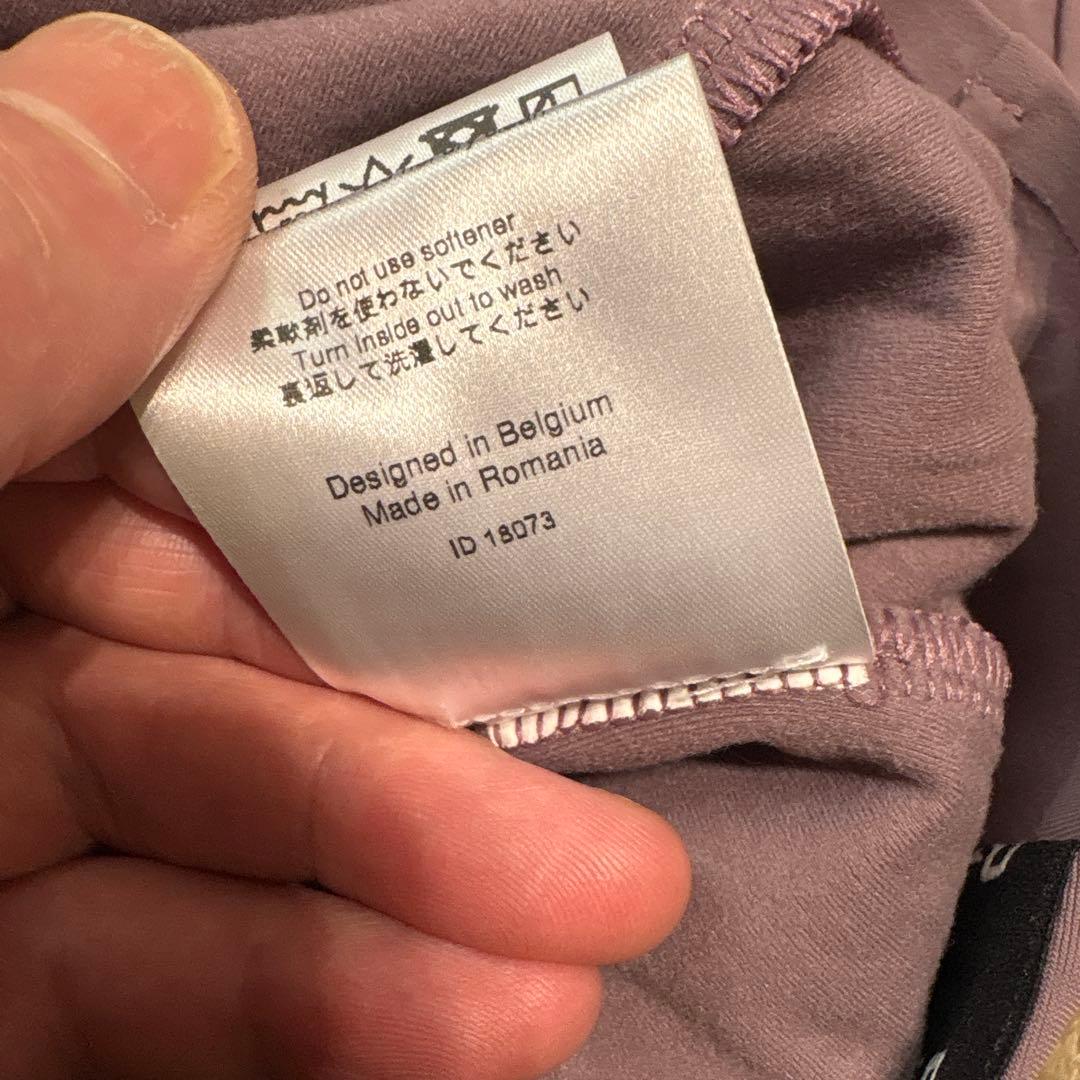 Do not use softener
柔軟剤を使わないでください
Turn inside out to wash
裏返して洗濯してください
Designed in Belgium
Made in Romania
ID 18073